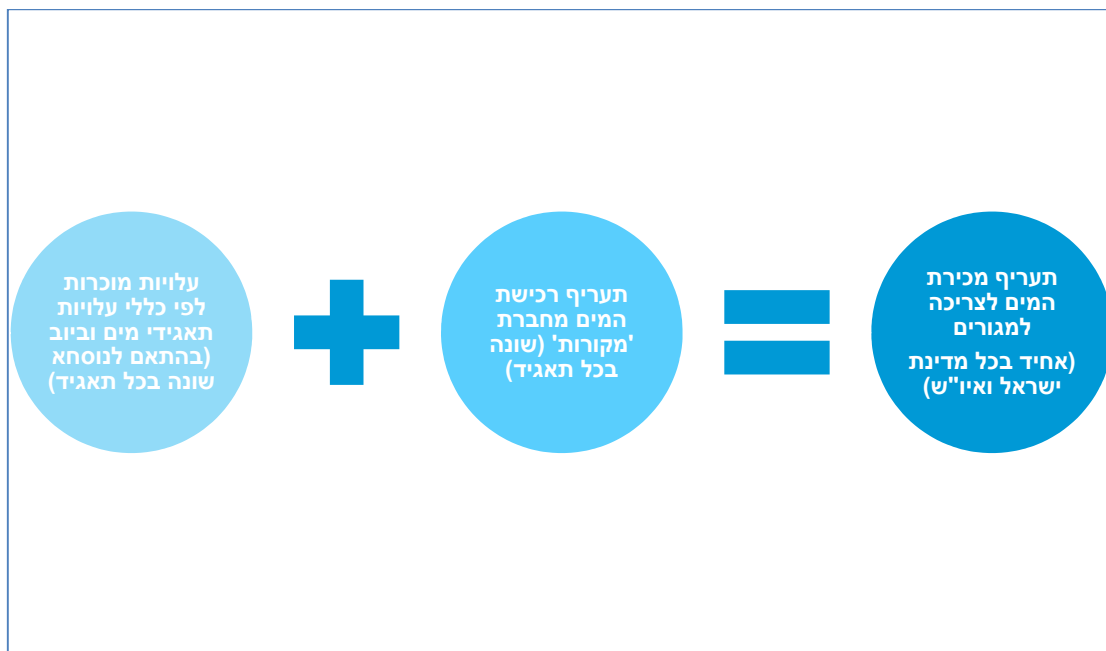 תעריף מכירת
המים לצריכה
למגורים
(אחיד בכל מדינת
ישראל ואיו"ש)
תעריף רכישת
המים מחברת
'מקורות' (שונה
בכל תאגיד)
עלויות מוכרות
לפי כללי עלויות
תאגידי מים וביוב
(בהתאם לנוסחא
שונה בכל תאגיד)